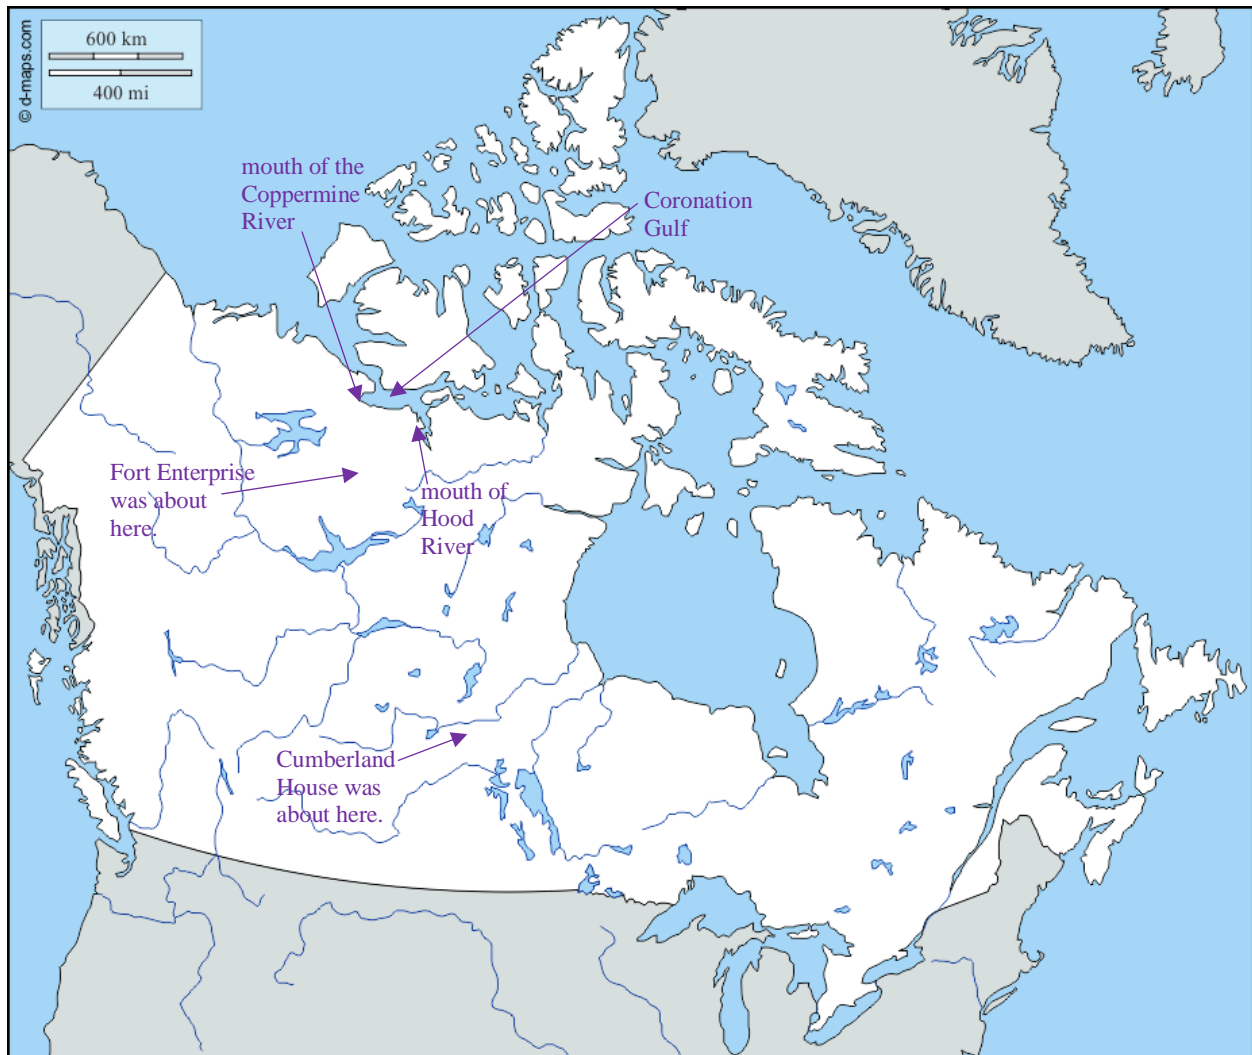 © d-maps.com
600 km
400 mi
mouth of the
Coppermine
River
Coronation
Gulf
Fort Enterprise
was about
here.
mouth of
Hood
River
Cumberland
House was
about here.